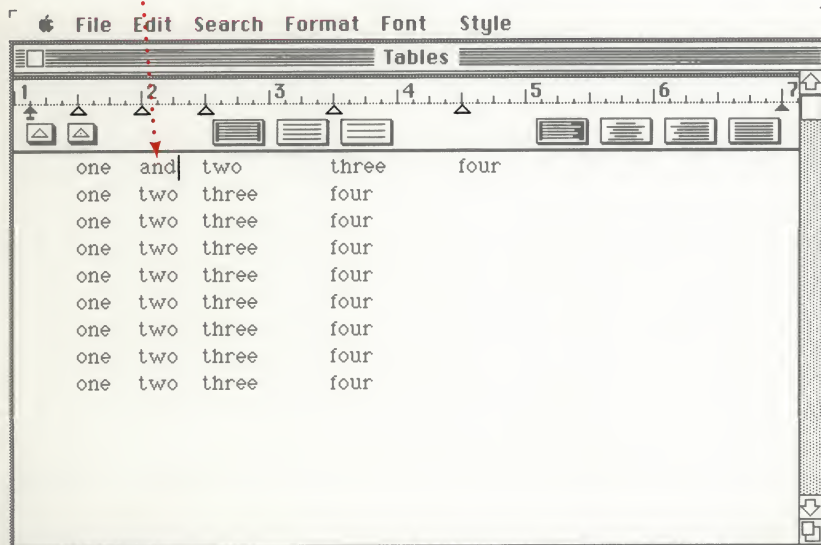 File Edit Search Format Font Style
Tables
1 2 3 4 5 6 7
one and two three four
one two three four
one two three four
one two three four
one two three four
one two three four
one two three four
one two three four
one two three four